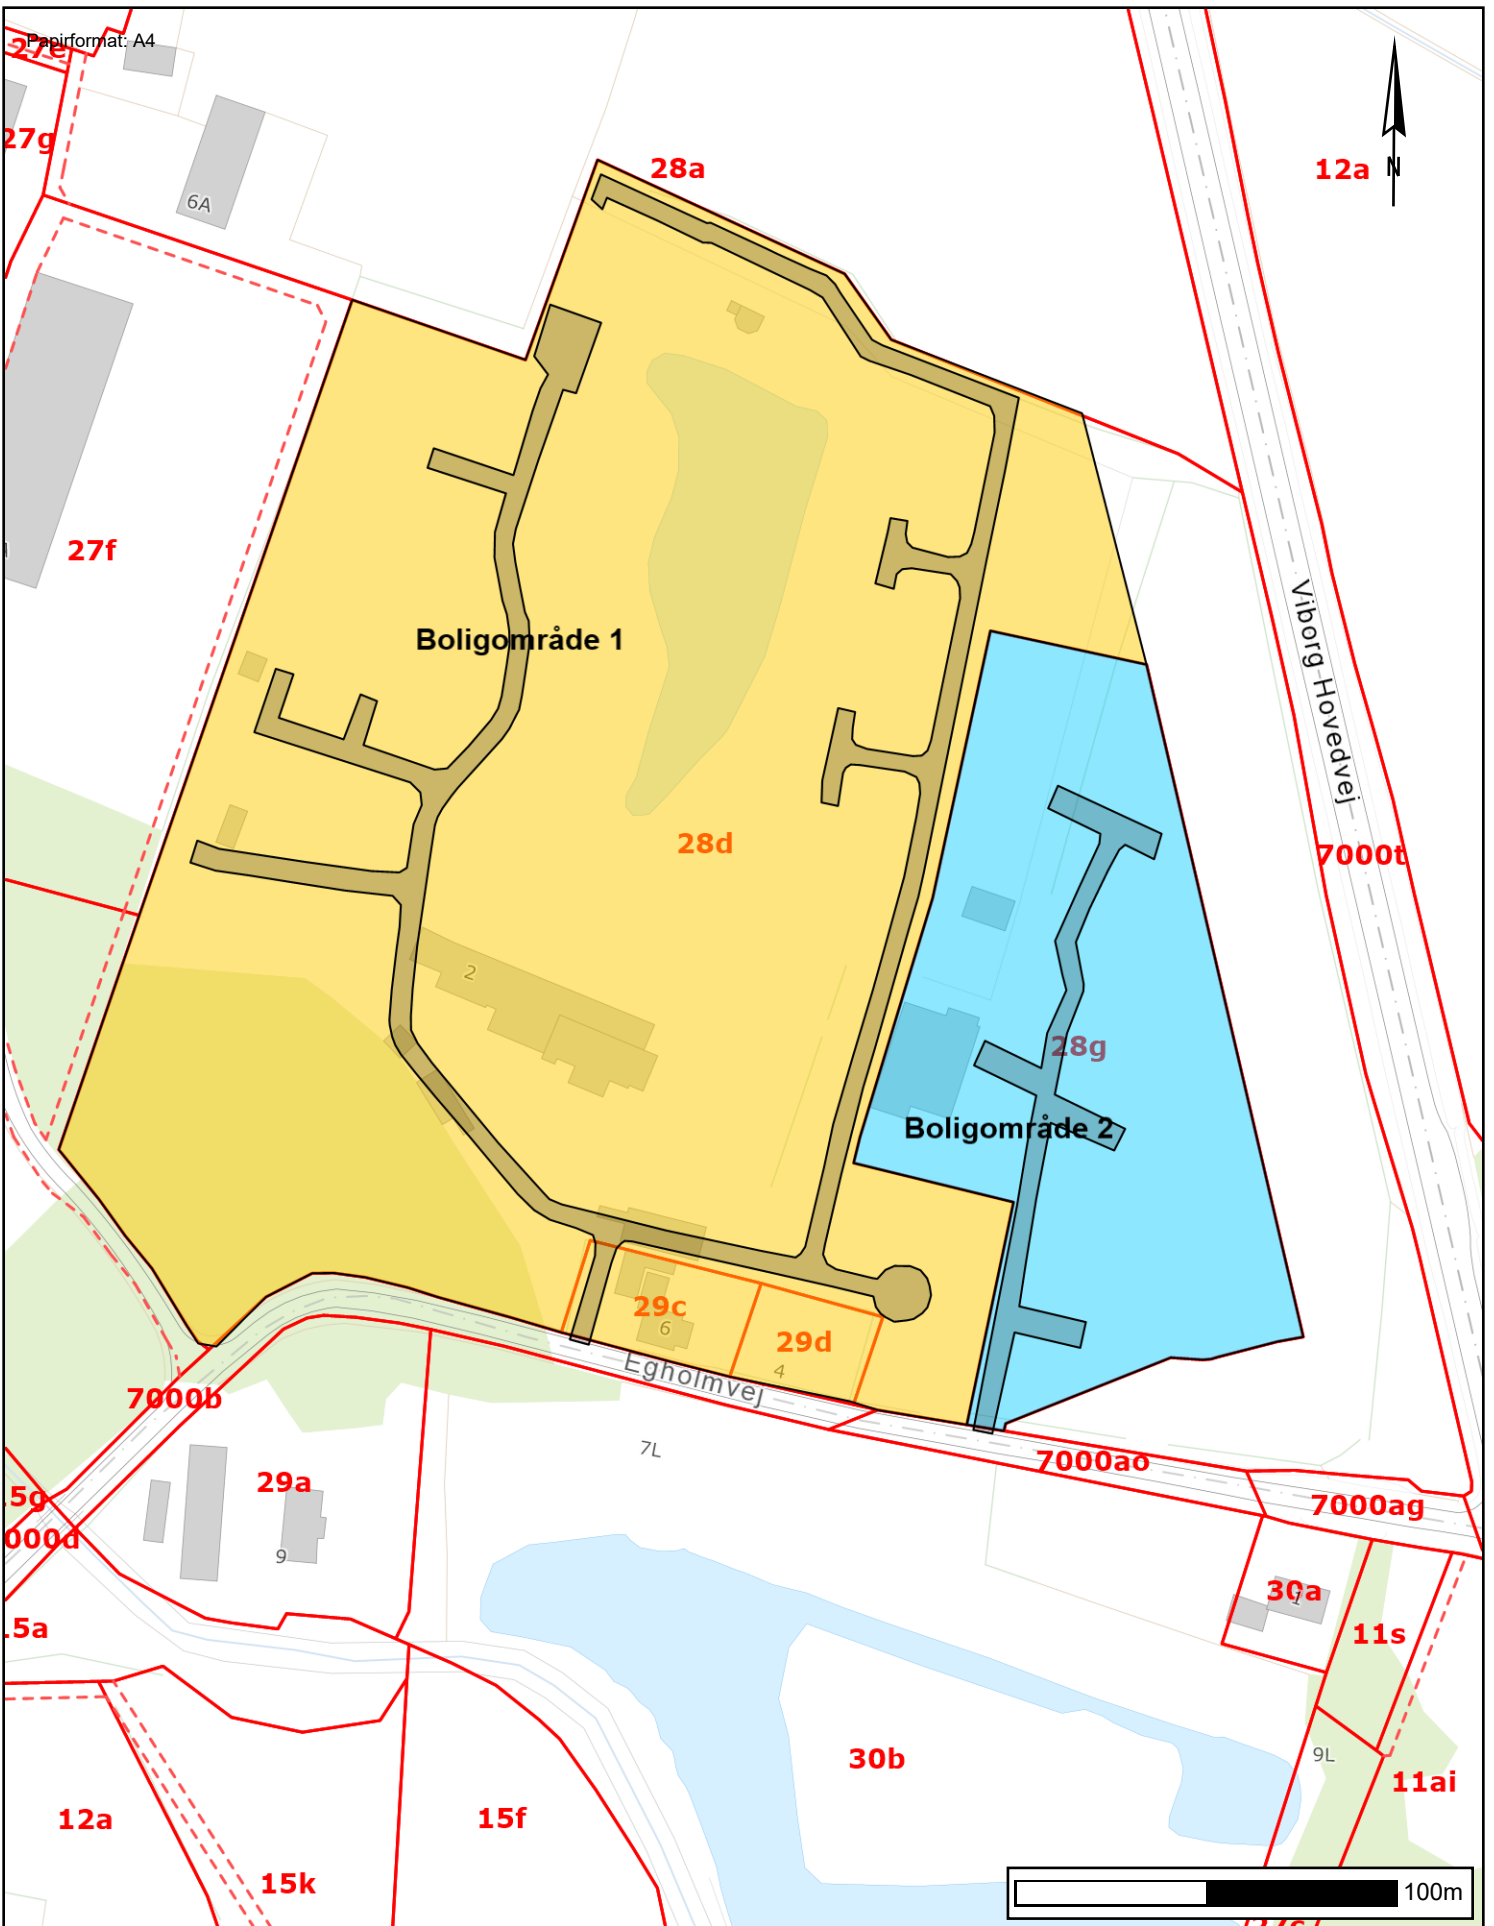 Papirformat: A4
27e
27g
6A
28a
12a
N
27f
Boligområde 1
Viborg Hovedvej
28d
7000t
2
28g
Boligområde 2
29c
6
29d
4
Egholmvej
7000b
7L
7000ao
29a
7000ag
9
30a
1
11s
30b
9L
11ai
12a
15f
15k
100m